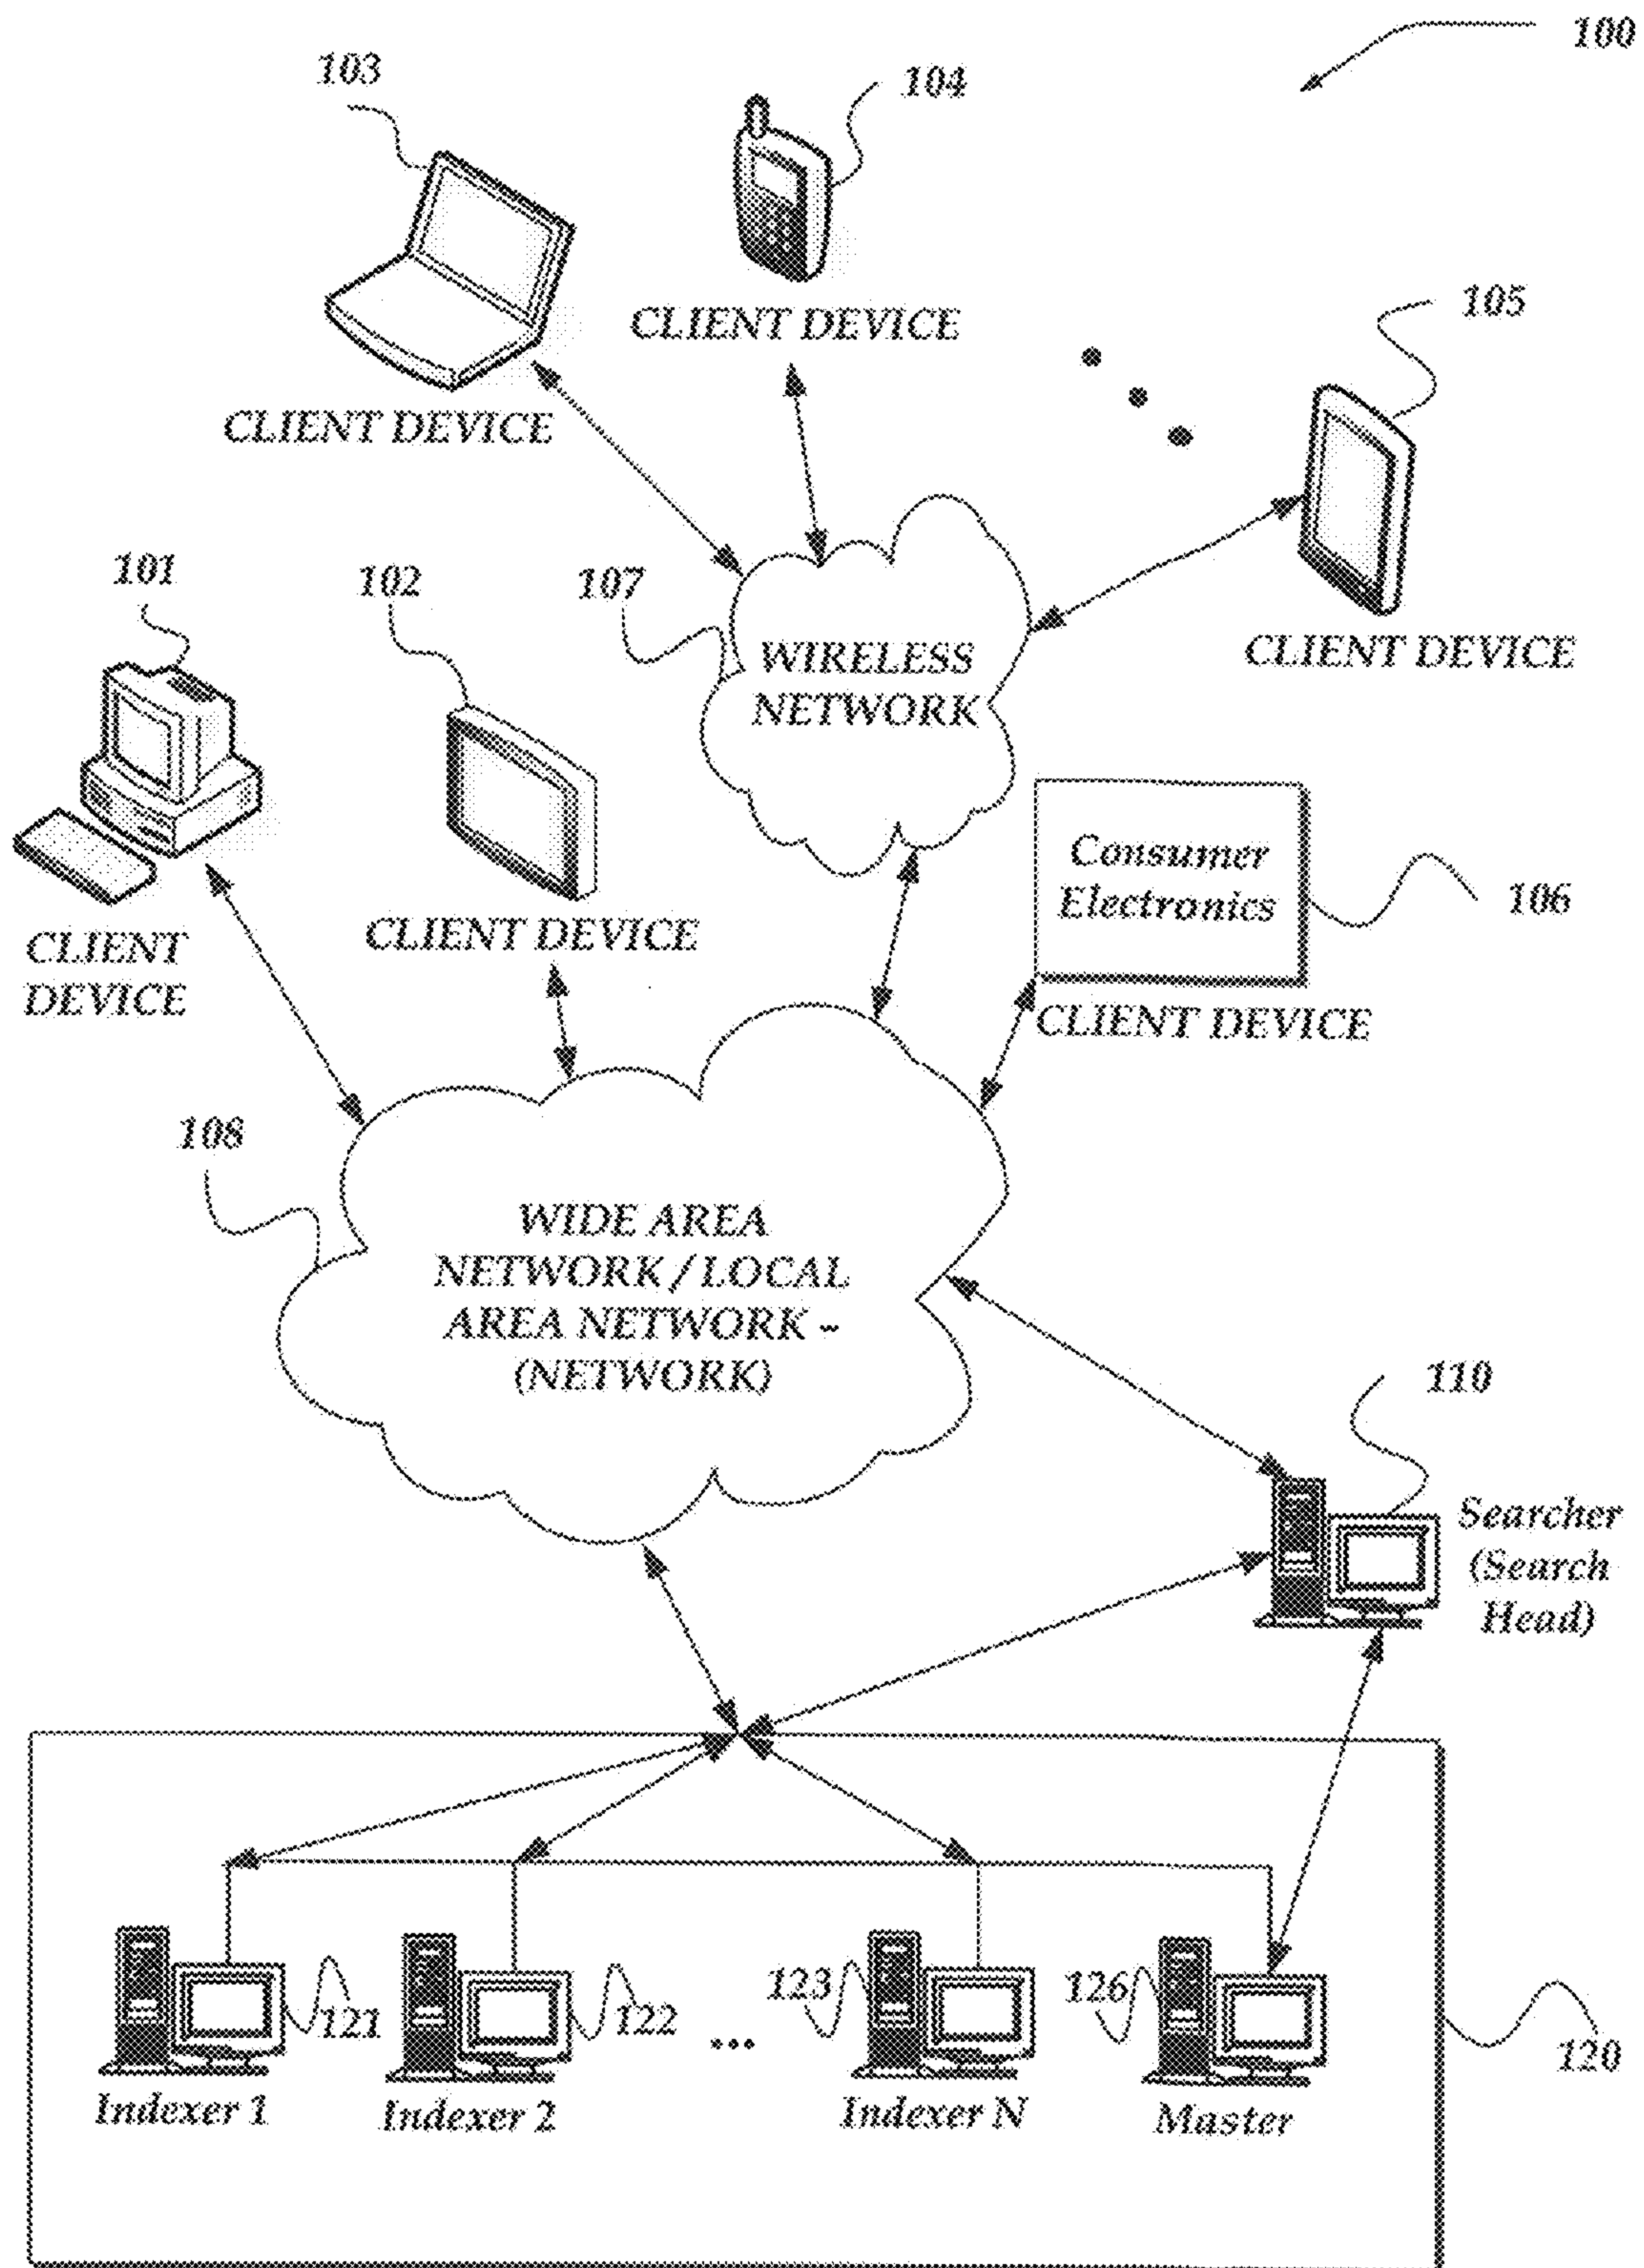 100
103
104
CLIENT DEVICE
105
CLIENT DEVICE
101
102
107
WIRELESS
NETWORK
CLIENT DEVICE
Consumer
Electronics
106
CLIENT
DEVICE
CLIENT DEVICE
CLIENT DEVICE
108
WIDE AREA
NETWORK / LOCAL
AREA NETWORK –
(NETWORK)
110
Searcher
(Search
Head)
121
122
...
123
126
120
Indexer 1
Indexer 2
Indexer N
Master